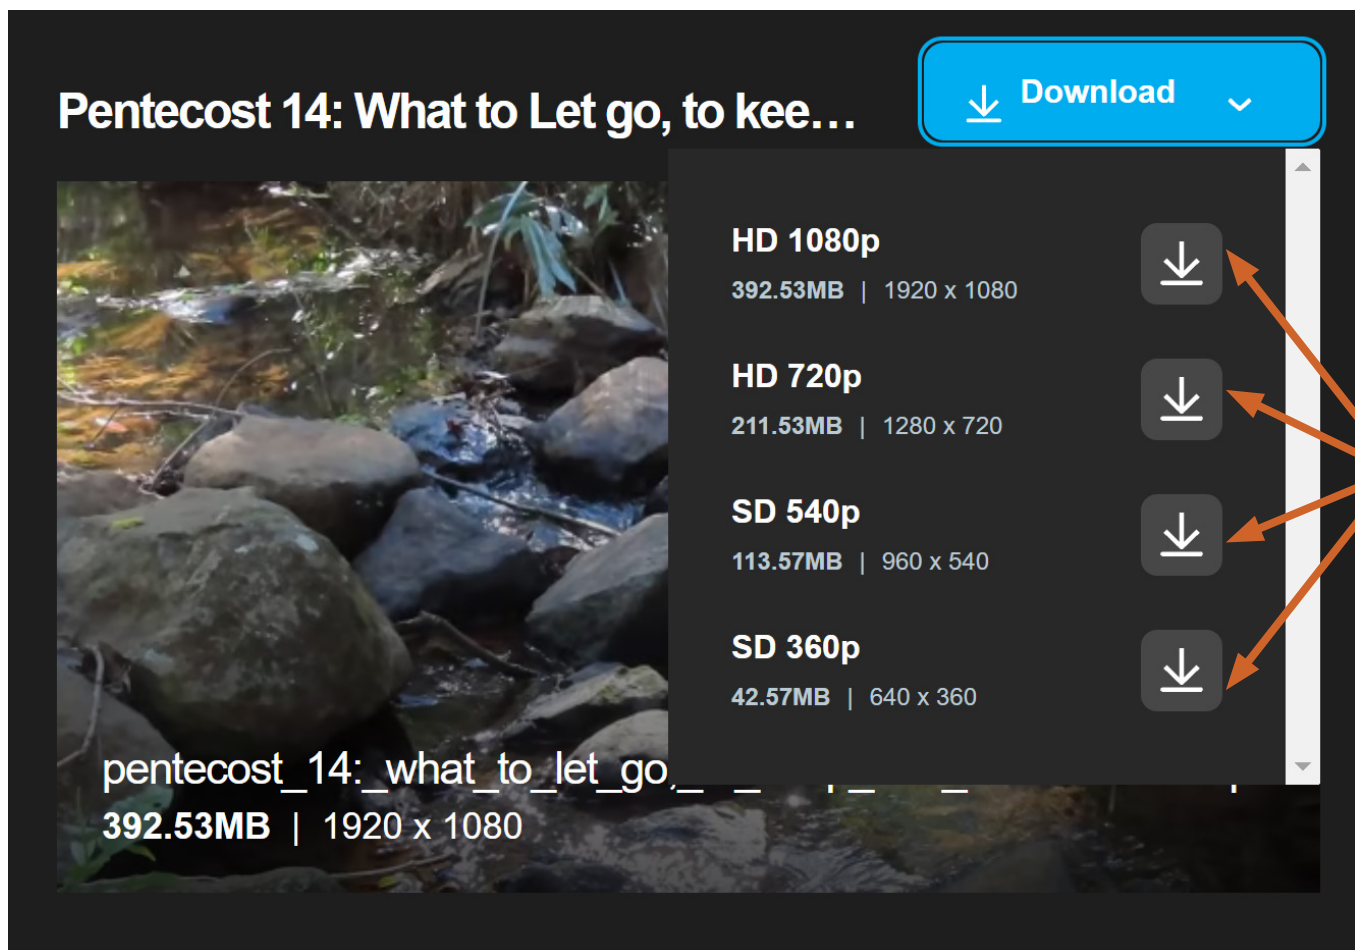 Pentecost 14: What to Let go, to kee…
Download
HD 1080p
392.53MB | 1920 x 1080
HD 720p
211.53MB | 1280 x 720
SD 540p
113.57MB | 960 x 540
SD 360p
42.57MB | 640 x 360
pentecost_14:_what_to_let_go,
392.53MB | 1920 x 1080